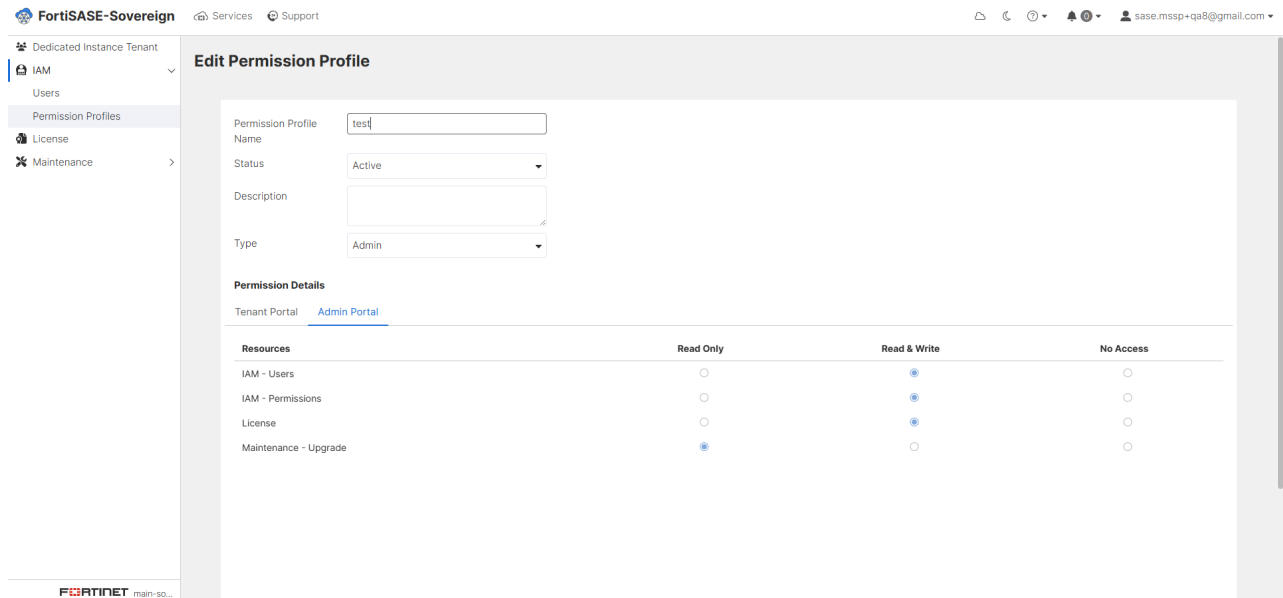 FortiSASE-Sovereign Services Support 0 sase.mssp+qa8@gmail.com
Dedicated Instance Tenant
IAM
Users
Permission Profiles
License
Maintenance
Edit Permission Profile
Permission Profile Name test
Status Active
Description
Type Admin
Permission Details
Tenant Portal Admin Portal
Resources Read Only Read & Write No Access
IAM - Users
IAM - Permissions
License
Maintenance - Upgrade
FORTINET main-so...